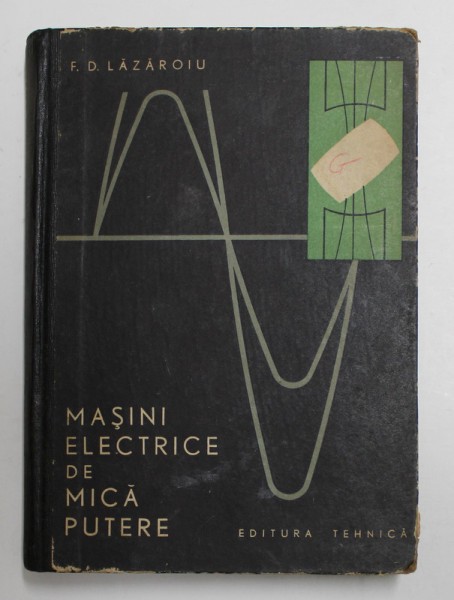 F. D. LĂZĂROIU
G
MAȘINI
ELECTRICE
DE
MICĂ
PUTERE
EDITURA TEHNICĂ